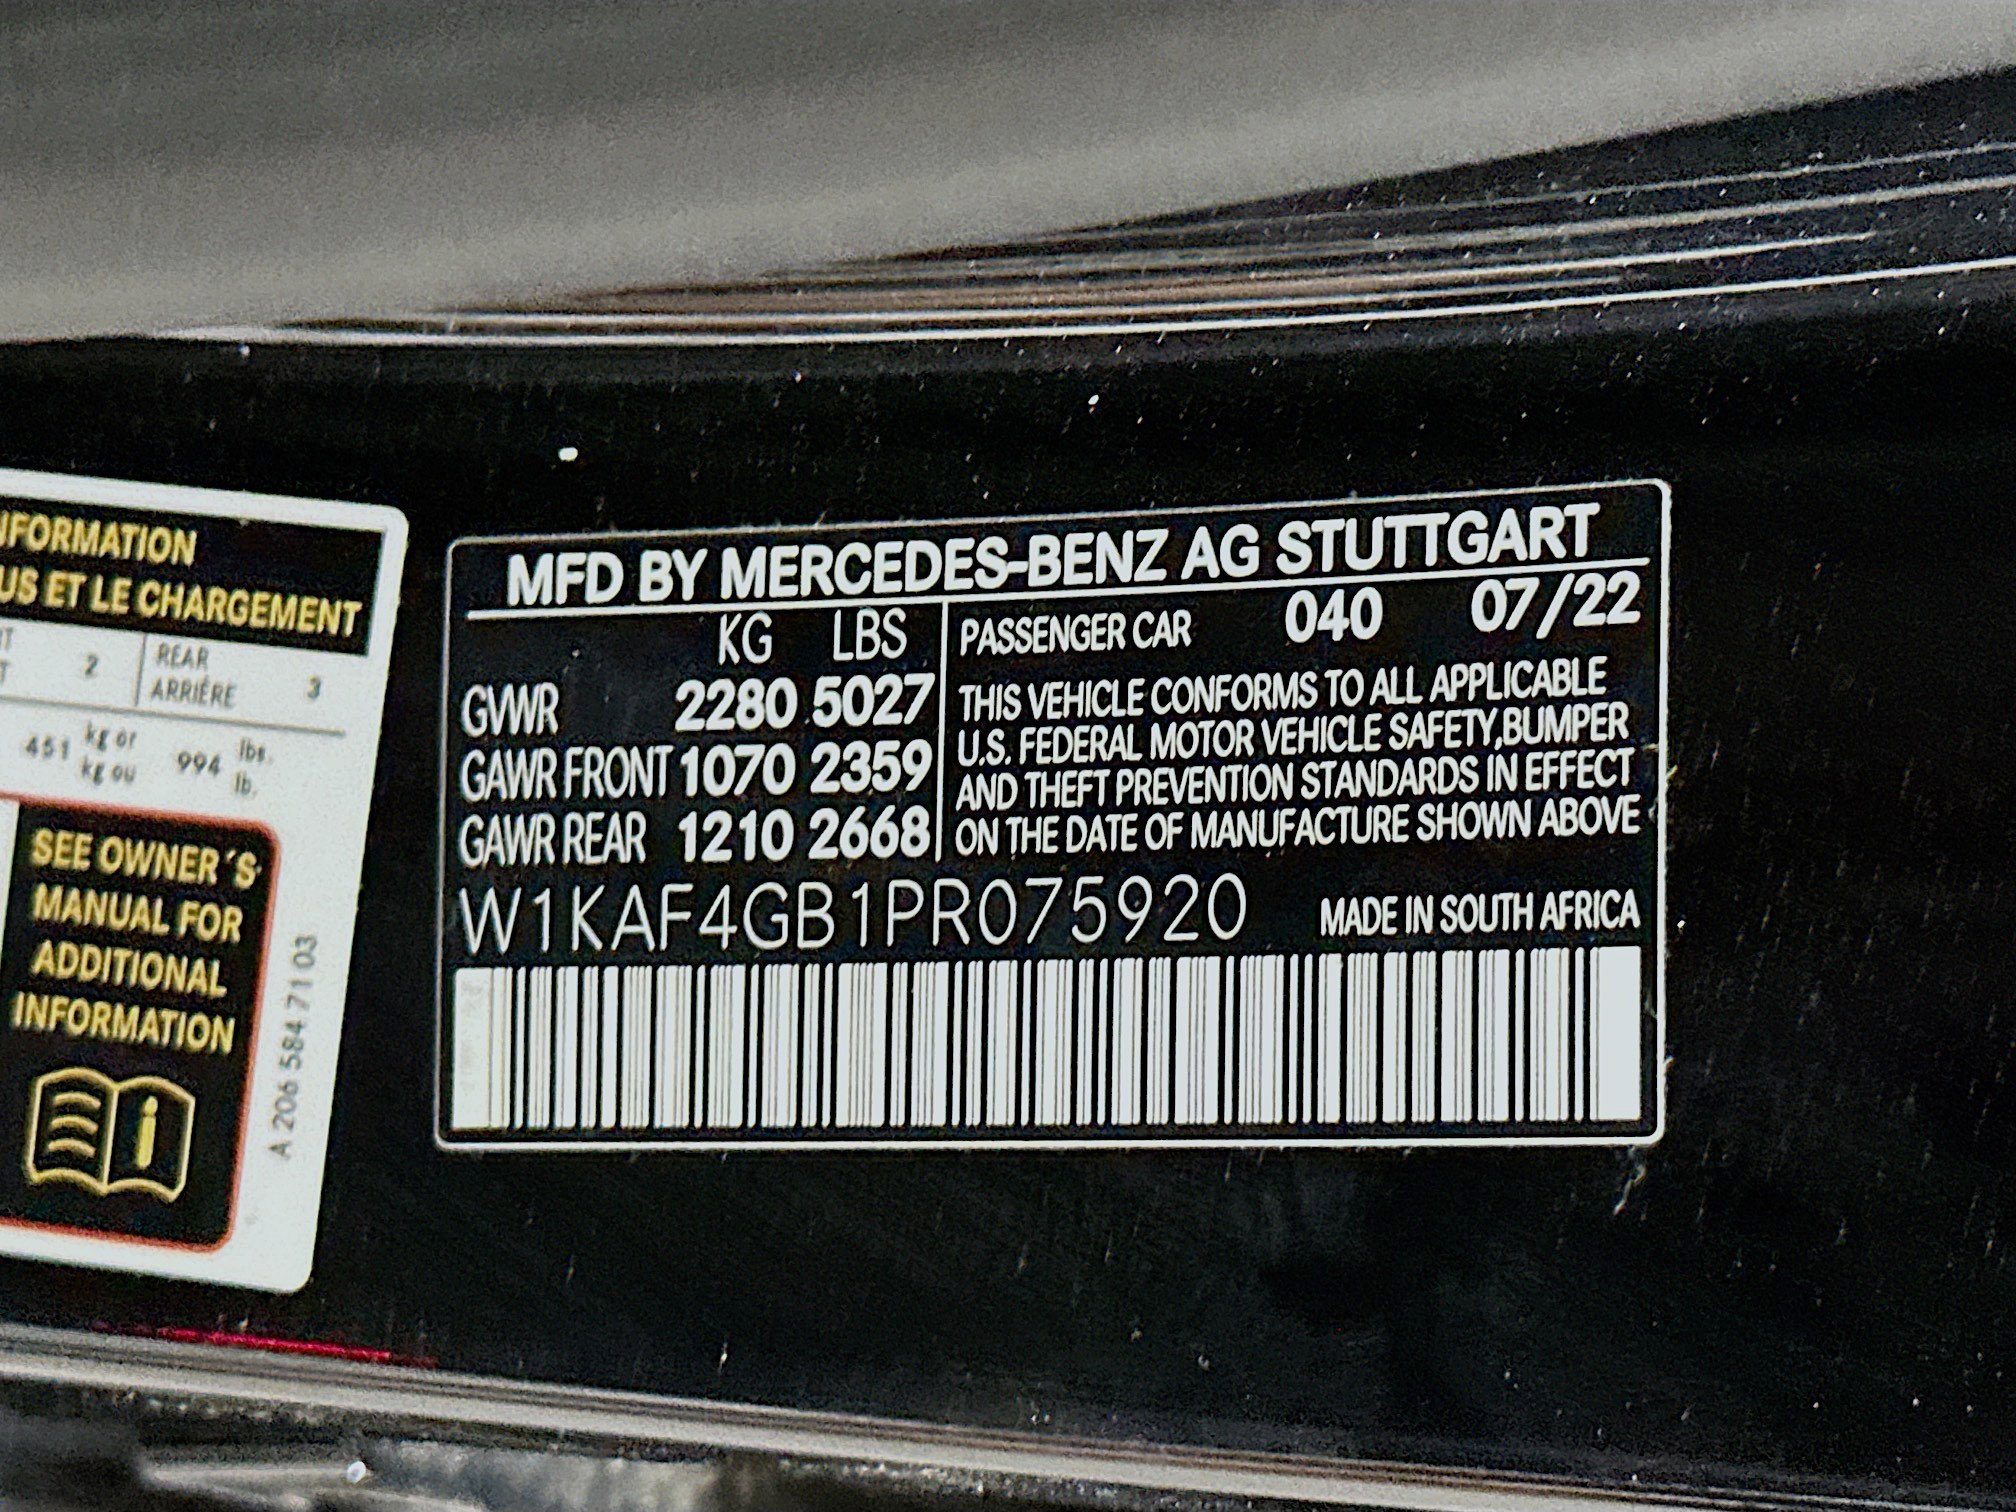 NFORMATION
US ET LE CHARGEMENT
2 REAR 3
ARRIÈRE
451 kg or 994 lbs.
kg ou lb.
SEE OWNER´S
MANUAL FOR
ADDITIONAL
INFORMATION
A 206 584 71 03
MFD BY MERCEDES-BENZ AG STUTTGART
KG LBS
GVWR 2280 5027
GAWR FRONT 1070 2359
GAWR REAR 1210 2668
PASSENGER CAR 040 07/22
THIS VEHICLE CONFORMS TO ALL APPLICABLE
U.S. FEDERAL MOTOR VEHICLE SAFETY,BUMPER
AND THEFT PREVENTION STANDARDS IN EFFECT
ON THE DATE OF MANUFACTURE SHOWN ABOVE
W1KAF4GB1PR075920 MADE IN SOUTH AFRICA